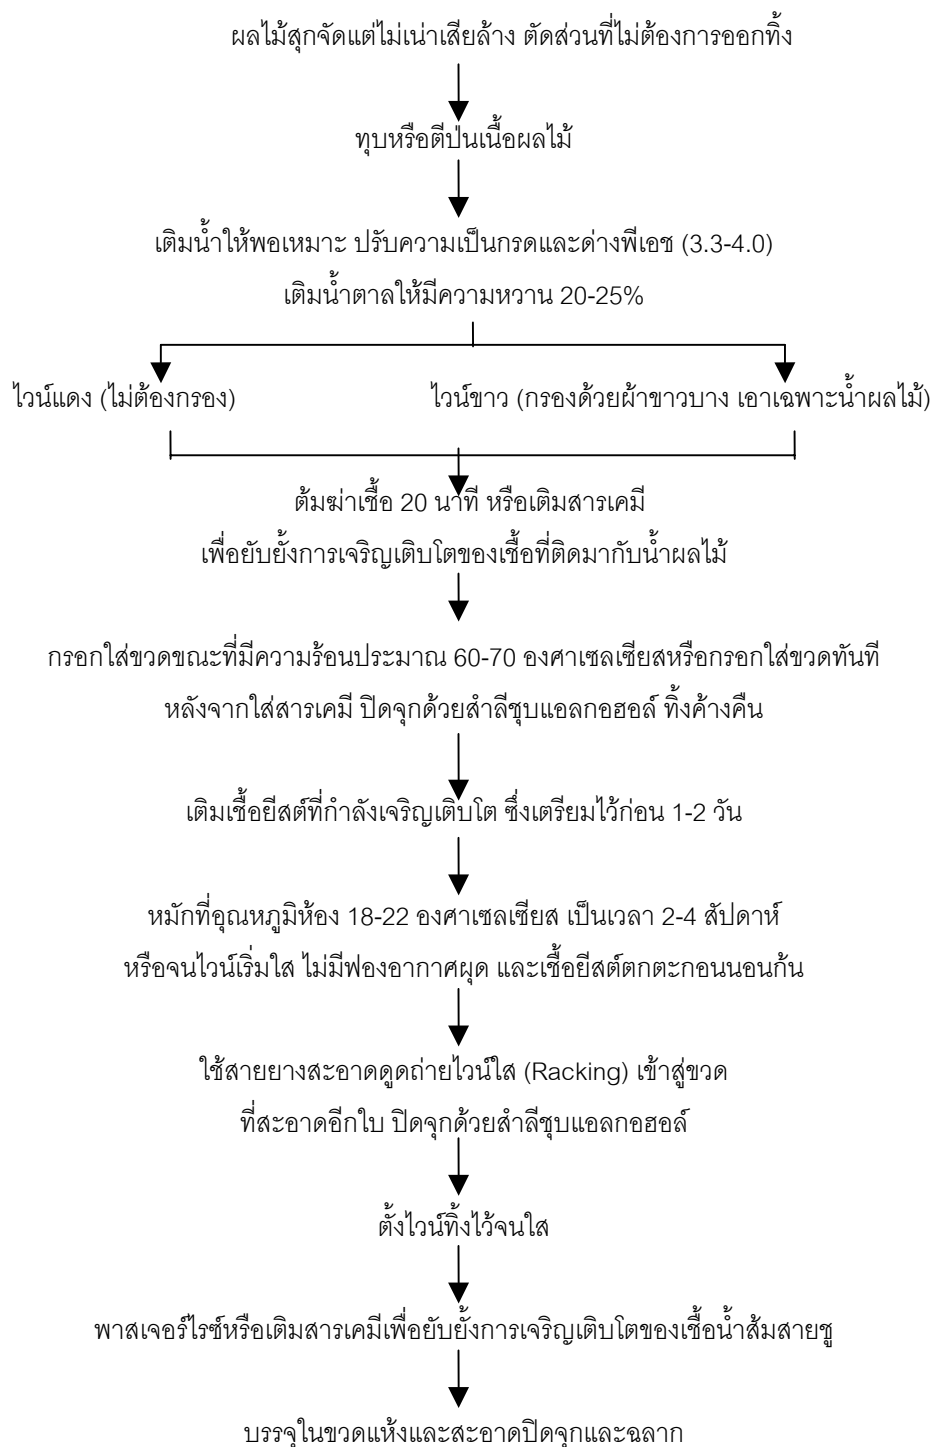 ผลไม้สุกจัดแต่ไม่เน่าเสียล้าง ตัดส่วนที่ไม่ต้องการออกทิ้ง
ทุบหรือตีป่นเนื้อผลไม้
เติมน้ำให้พอเหมาะ ปรับความเป็นกรดและด่างพีเอช (3.3-4.0)
เติมน้ำตาลให้มีความหวาน 20-25%
ไวน์แดง (ไม่ต้องกรอง)
ไวน์ขาว (กรองด้วยผ้าขาวบาง เอาเฉพาะน้ำผลไม้)
ต้มฆ่าเชื้อ 20 นาที หรือเติมสารเคมี
เพื่อยับยั้งการเจริญเติบโตของเชื้อที่ติดมากับน้ำผลไม้
กรอกใส่ขวดขณะที่มีความร้อนประมาณ 60-70 องศาเซลเซียสหรือกรอกใส่ขวดทันที
หลังจากใส่สารเคมี ปิดจุกด้วยสำลีชุบแอลกอฮอล์ ทิ้งค้างคืน
เติมเชื้อยีสต์ที่กำลังเจริญเติบโต ซึ่งเตรียมไว้ก่อน 1-2 วัน
หมักที่อุณหภูมิห้อง 18-22 องศาเซลเซียส เป็นเวลา 2-4 สัปดาห์
หรือจนไวน์เริ่มใส ไม่มีฟองอากาศผุด และเชื้อยีสต์ตกตะกอนนอนก้น
ใช้สายยางสะอาดดูดถ่ายไวน์ใส (Racking) เข้าสู่ขวด
ที่สะอาดอีกใบ ปิดจุกด้วยสำลีชุบแอลกอฮอล์
ตั้งไวน์ทิ้งไว้จนใส
พาสเจอร์ไรซ์หรือเติมสารเคมีเพื่อยับยั้งการเจริญเติบโตของเชื้อน้ำส้มสายชู
บรรจุในขวดแห้งและสะอาดปิดจุกและฉลาก